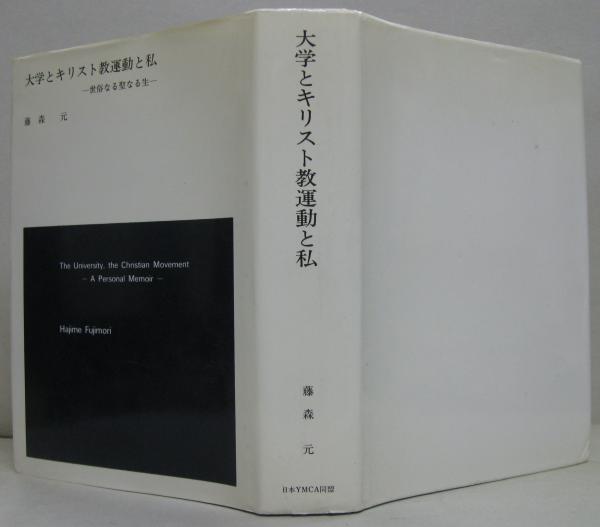 大学とキリスト教運動と私
―世俗なる聖なる生―
藤森 元
The University, the Christian Movement
— A Personal Memoir —
Hajime Fujimori
大学とキリスト教運動と私
藤森 元
日本YMCA同盟